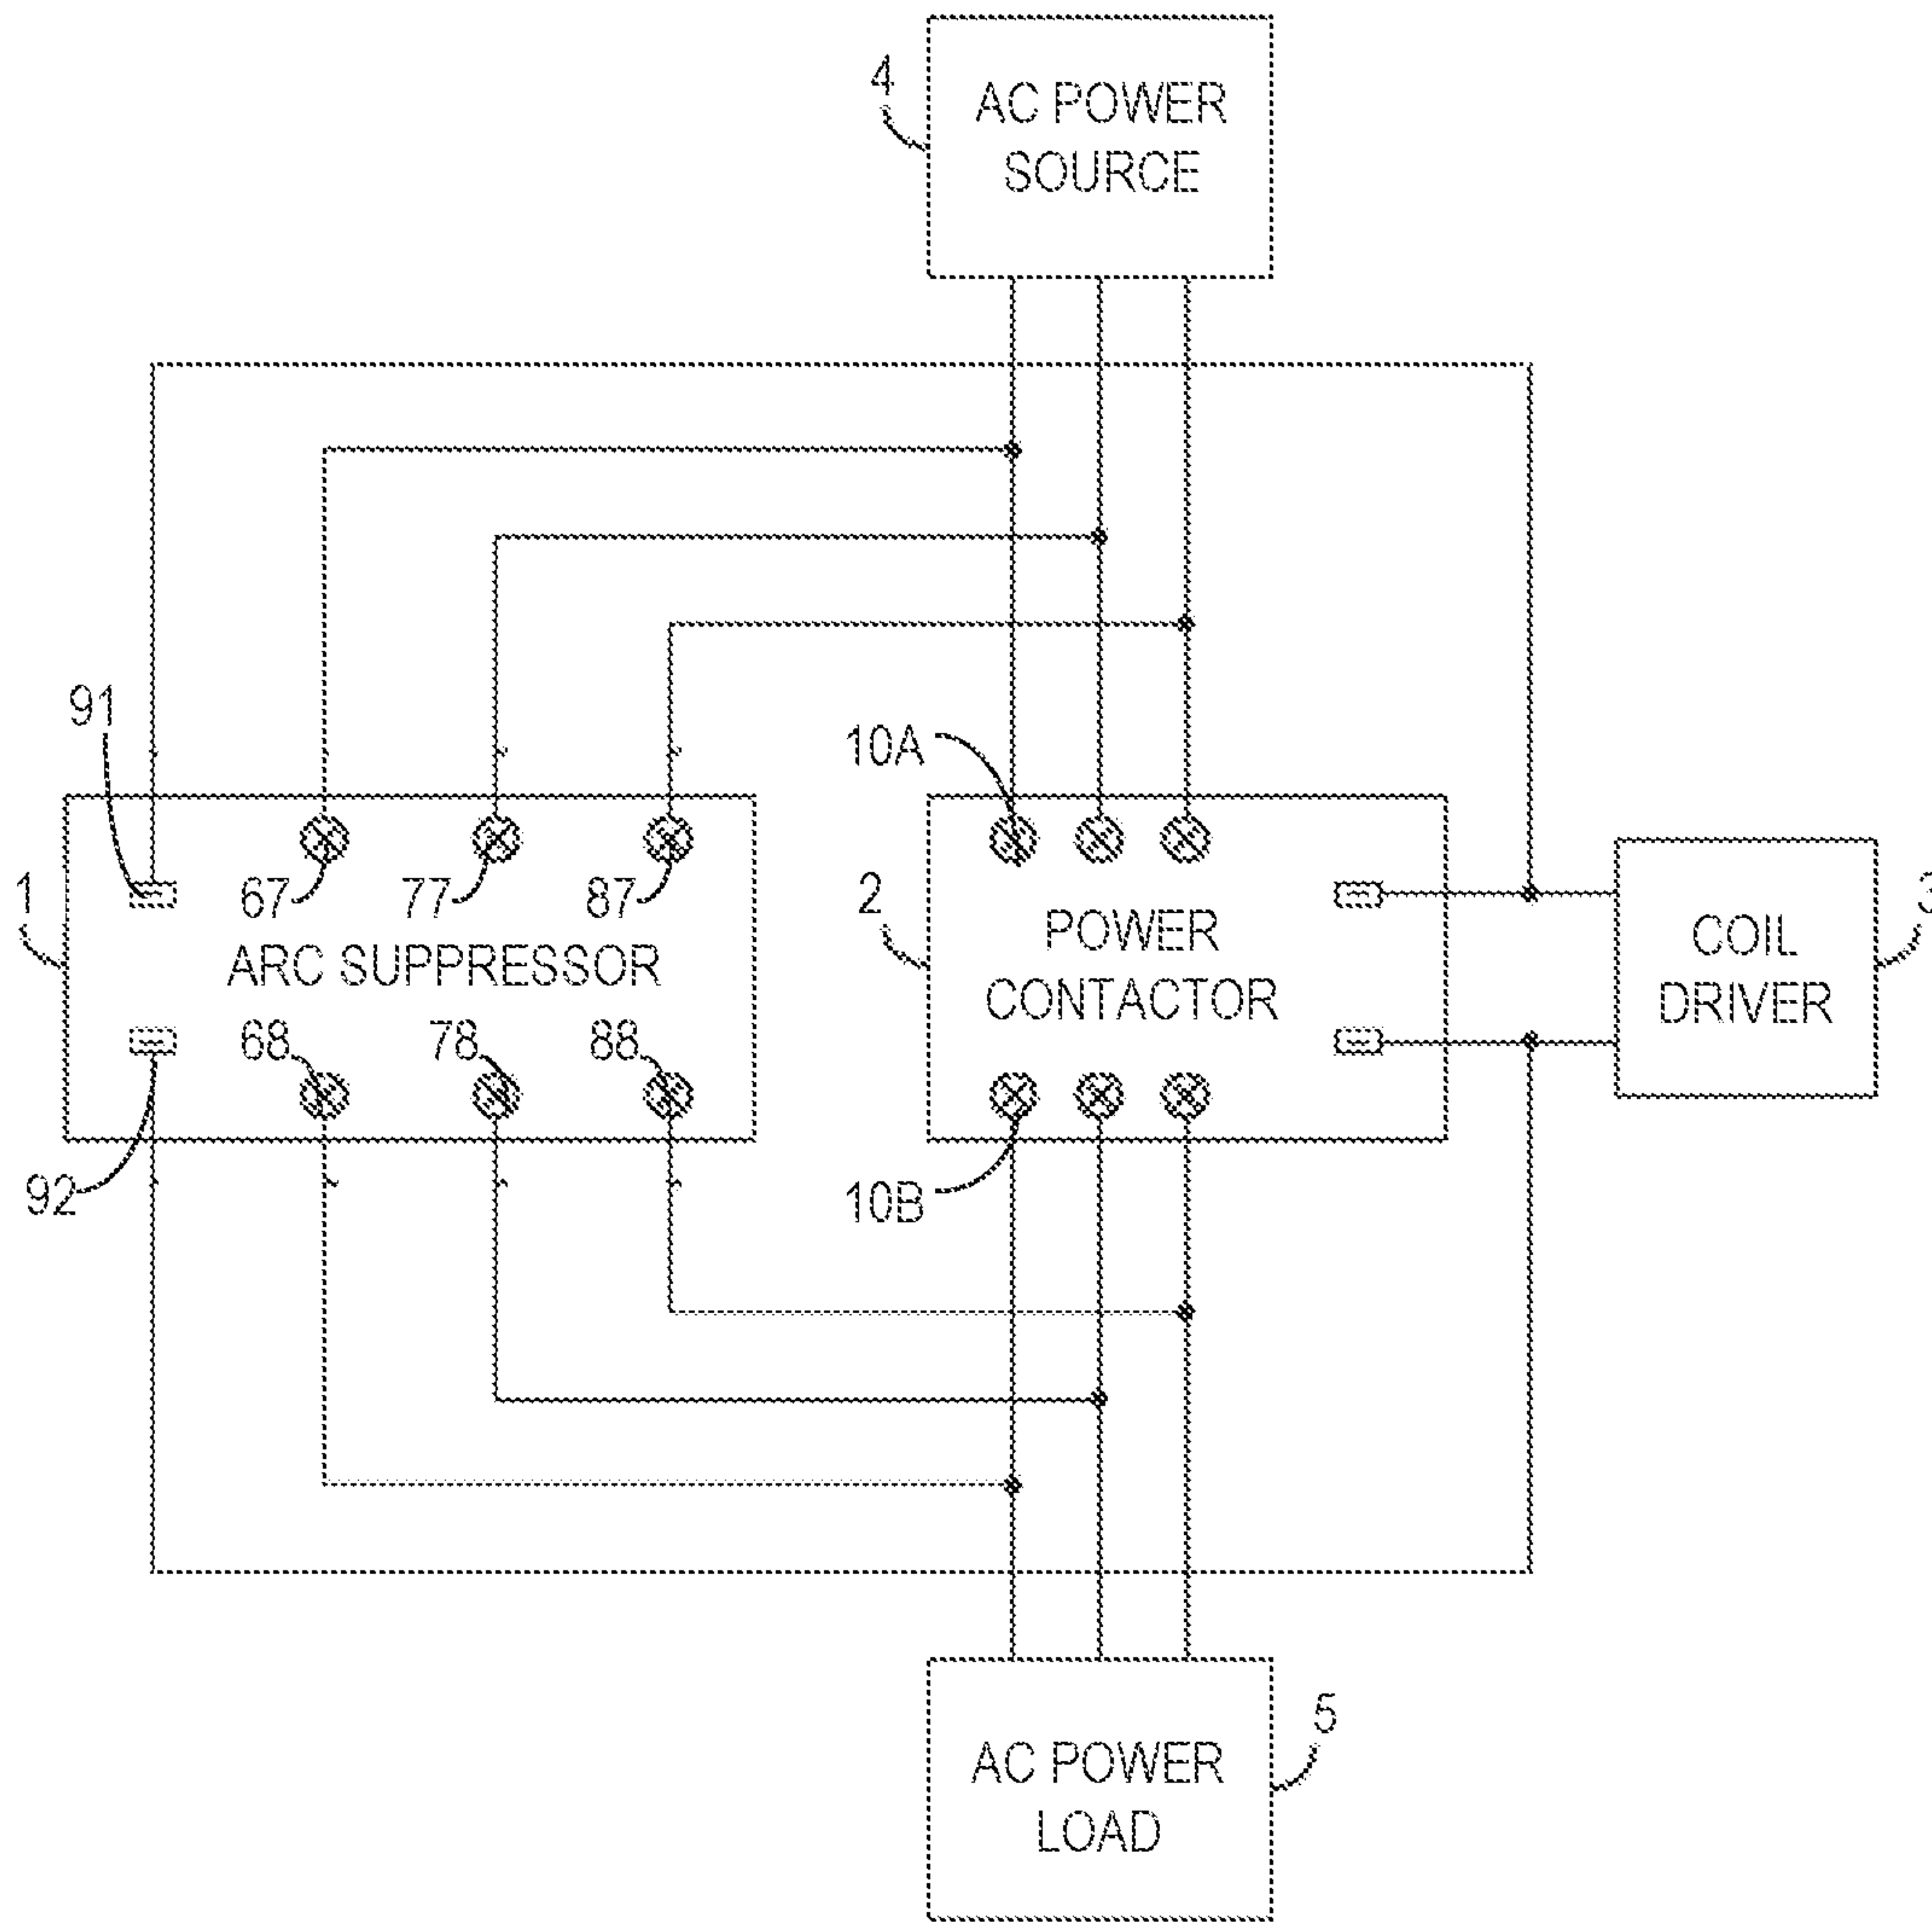 4
AC POWER
SOURCE
91
10A
67
77
87
1
2
3
POWER
CONTACTOR
COIL
DRIVER
ARC SUPPRESSOR
68
78
88
92
10B
5
AC POWER
LOAD